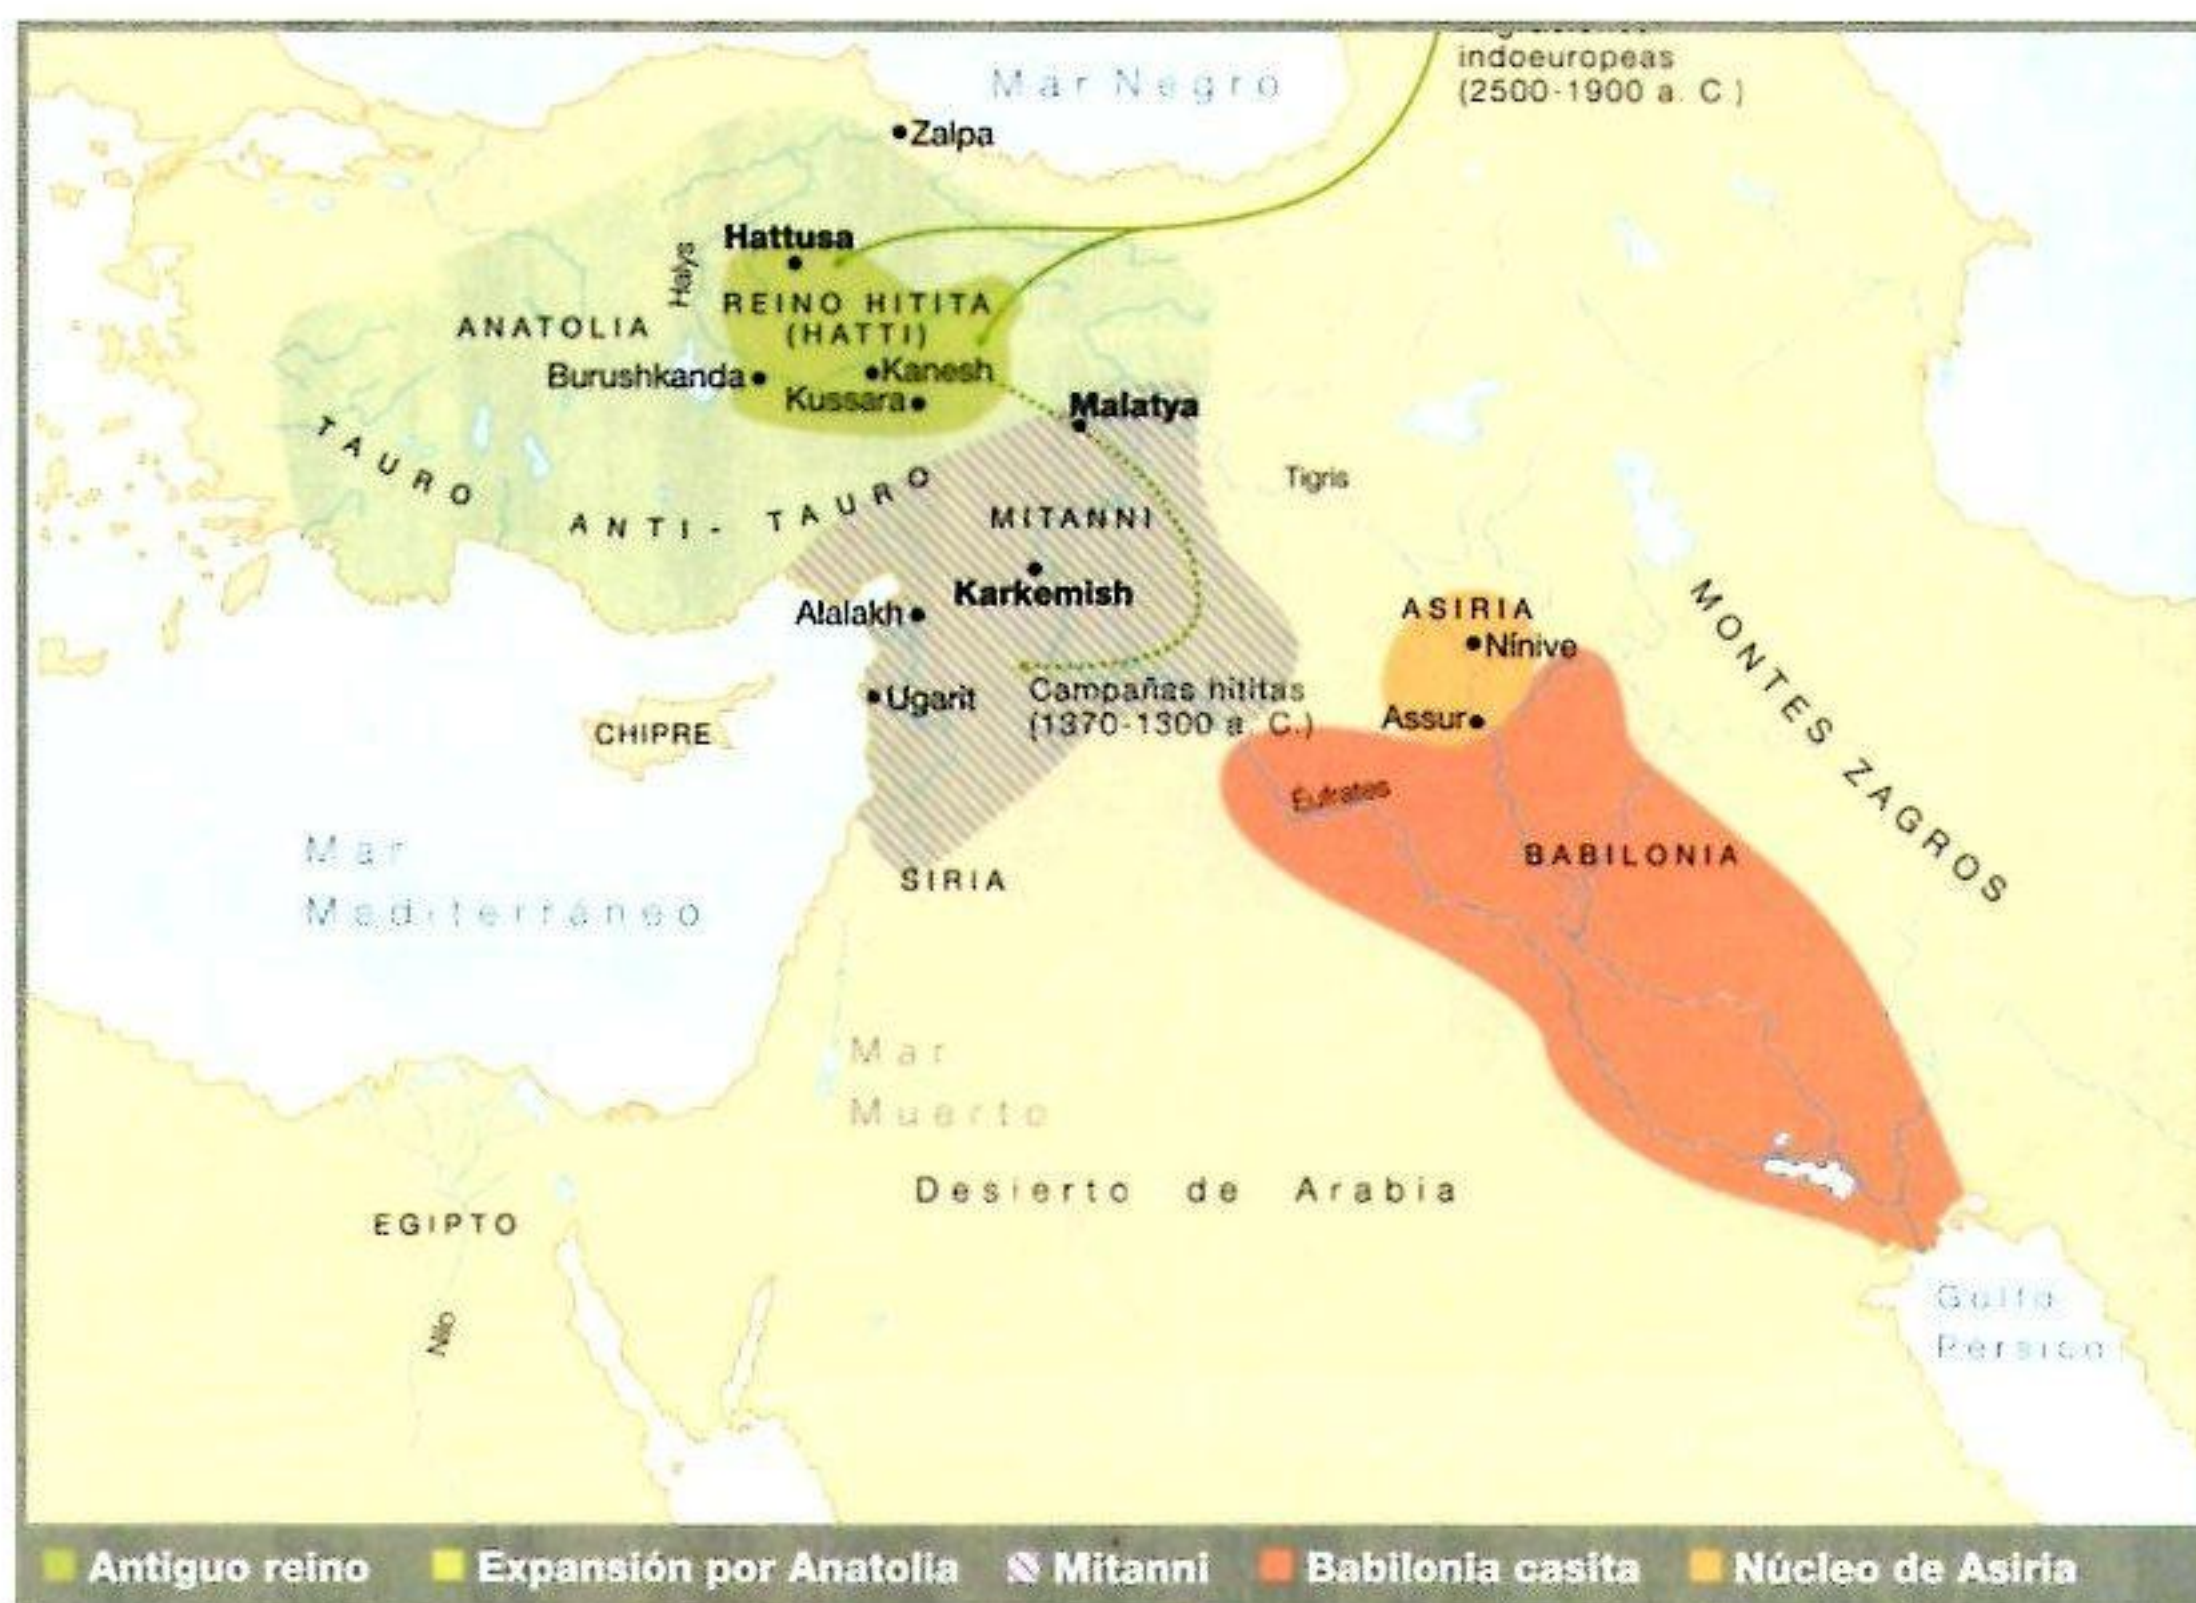 indoeuropeas
(2500-1900 a. C.)
Mar Negro
Zalpa
Hattusa
Halys
REINO HITITA
(HATTI)
ANATOLIA
Burushkanda
Kanesh
Kussara
Malatya
TAURO
ANTI-TAURO
Tigris
MITANNI
Karkemish
Alalakh
ASIRIA
Nínive
MONTES ZAGROS
Ugarit
Campañas hititas
(1370-1300 a. C.)
Assur
CHIPRE
Éufrates
BABILONIA
SIRIA
Mar
Mediterráneo
Mar
Muerto
Desierto de Arabia
EGIPTO
Nilo
Golfo
Pérsico
Antiguo reino
Expansión por Anatolia
Mitanni
Babilonia casita
Núcleo de Asiria